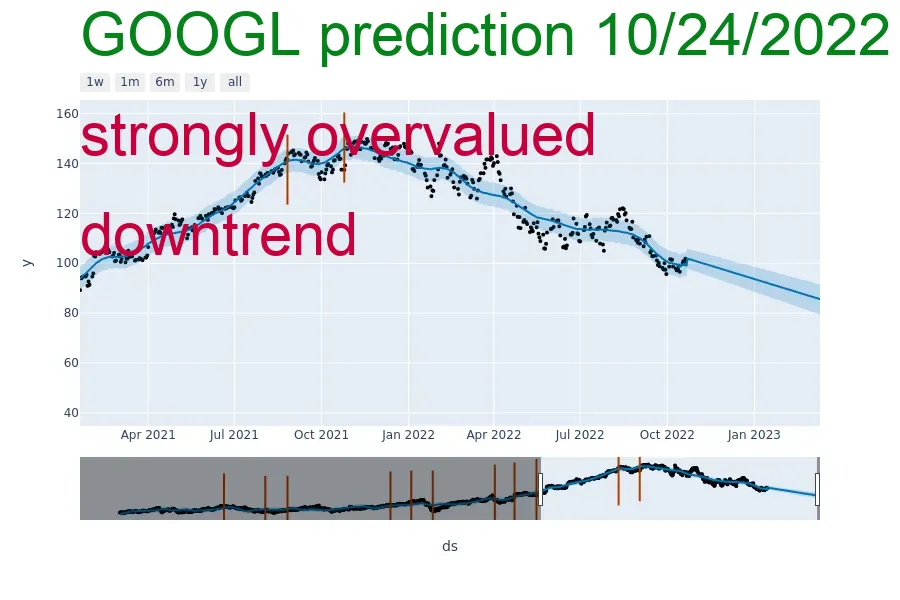 GOOGL prediction 10/24/2022
1w 1m 6m 1y all
160
strongly overvalued
140
120
downtrend
100
y
80
60
40
Apr 2021 Jul 2021 Oct 2021 Jan 2022 Apr 2022 Jul 2022 Oct 2022 Jan 2023
ds